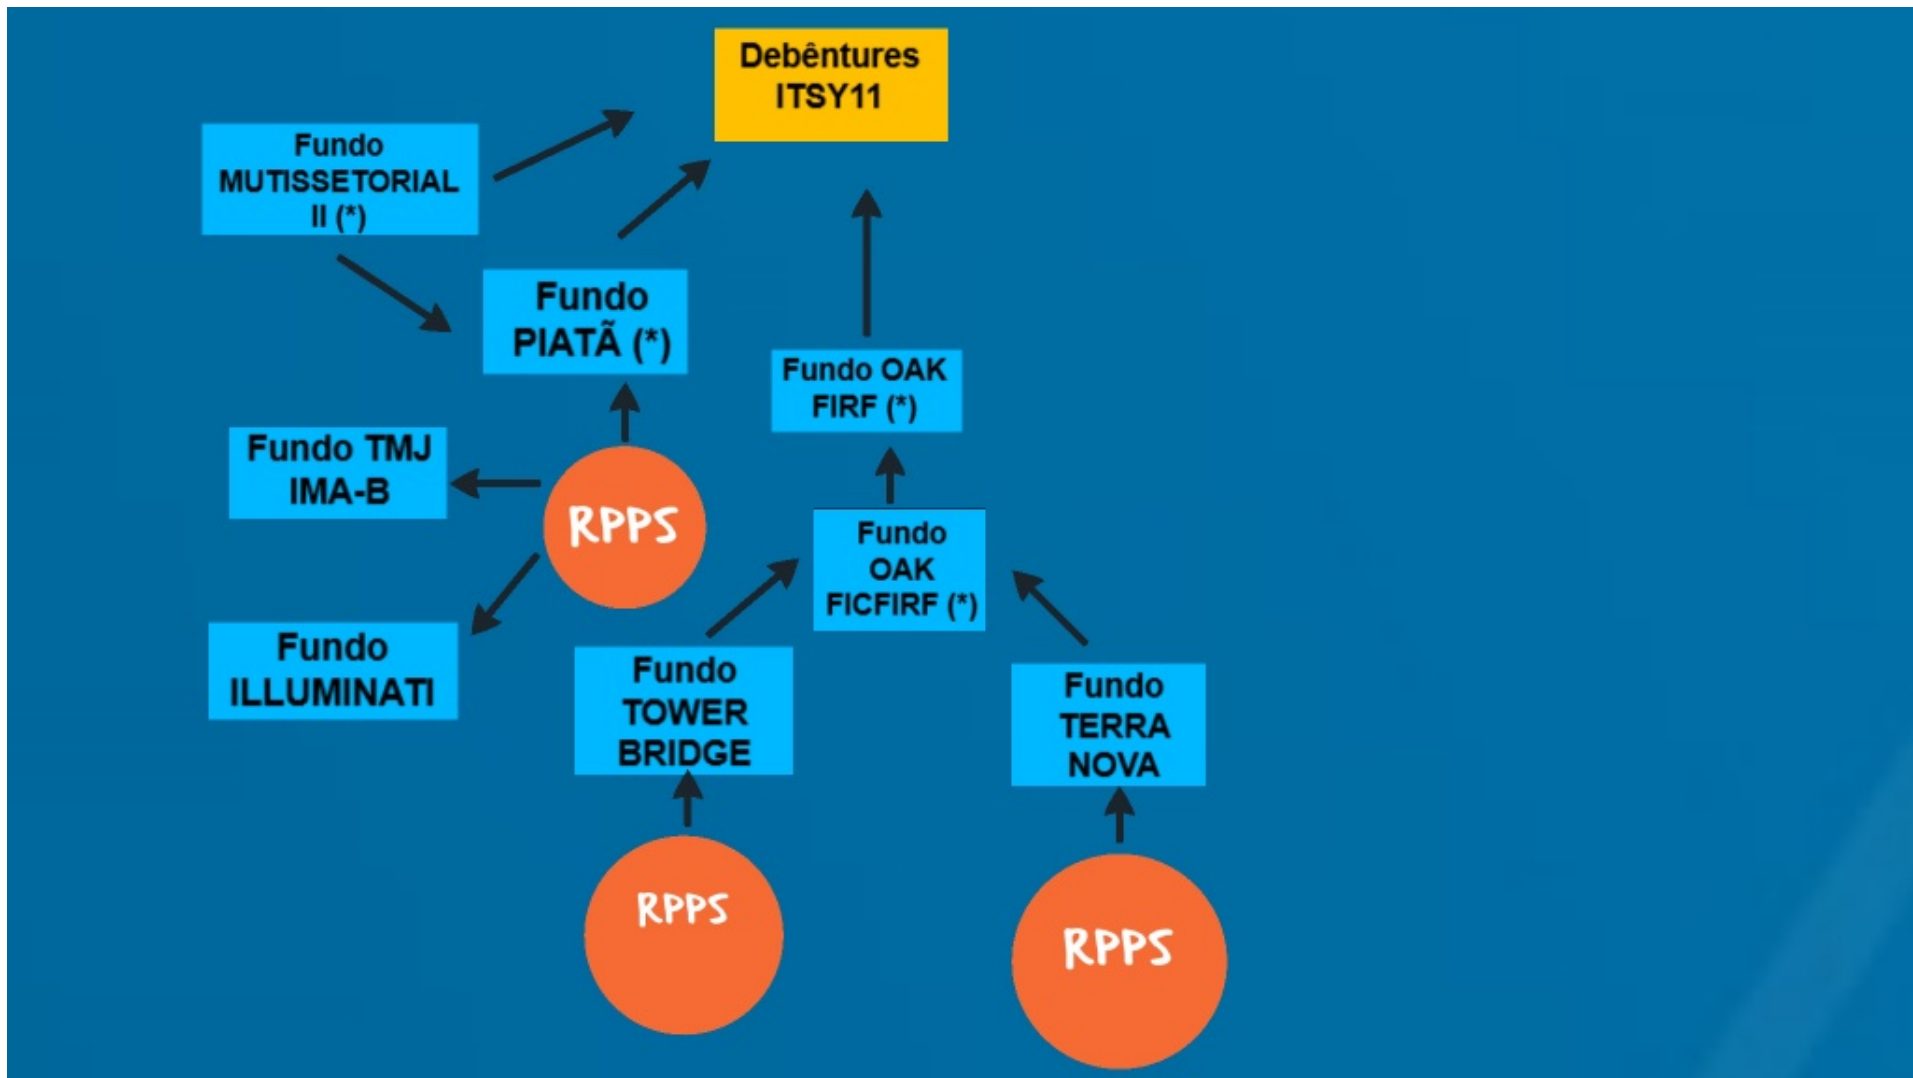 Debêntures
ITSY11
Fundo
MUTISSETORIAL
II (*)
Fundo
PIATÃ (*)
Fundo OAK
FIRF (*)
Fundo TMJ
IMA-B
RPPS
Fundo
OAK
FICFIRF (*)
Fundo
ILLUMINATI
Fundo
TOWER
BRIDGE
Fundo
TERRA
NOVA
RPPS
RPPS